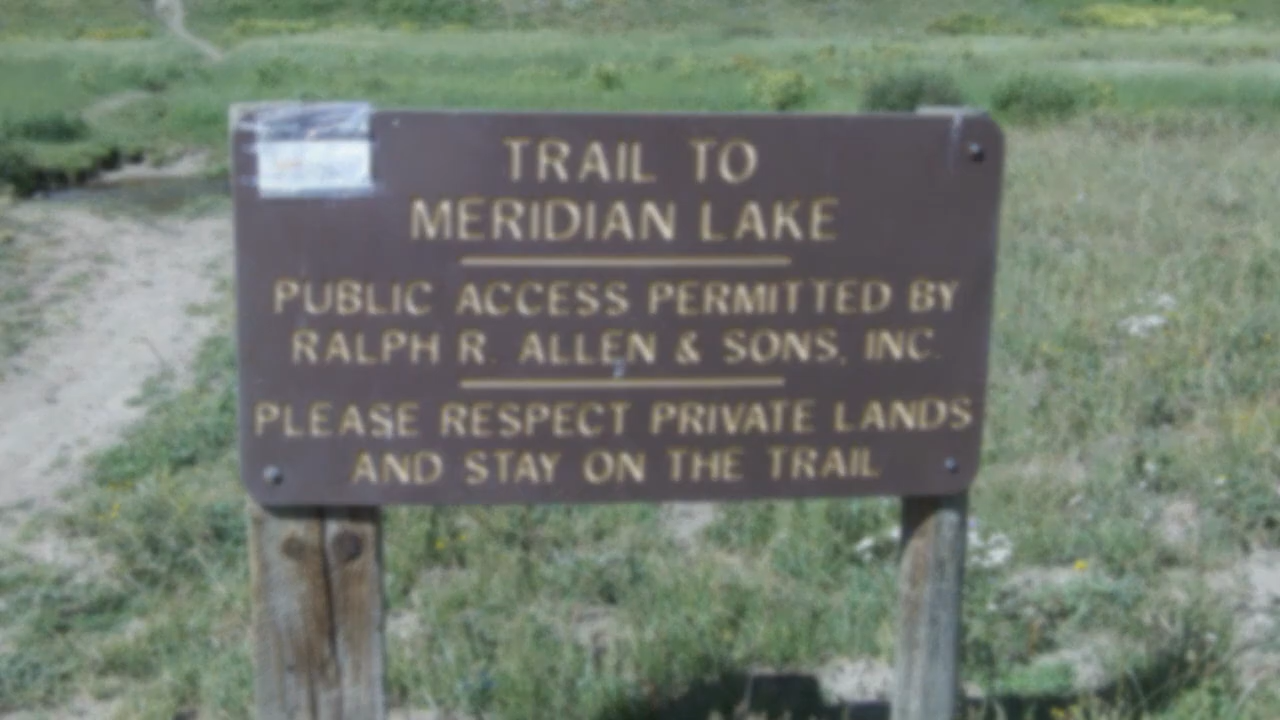 TRAIL TO
MERIDIAN LAKE
PUBLIC ACCESS PERMITTED BY
RALPH R. ALLEN & SONS, INC.
PLEASE RESPECT PRIVATE LANDS
AND STAY ON THE TRAIL